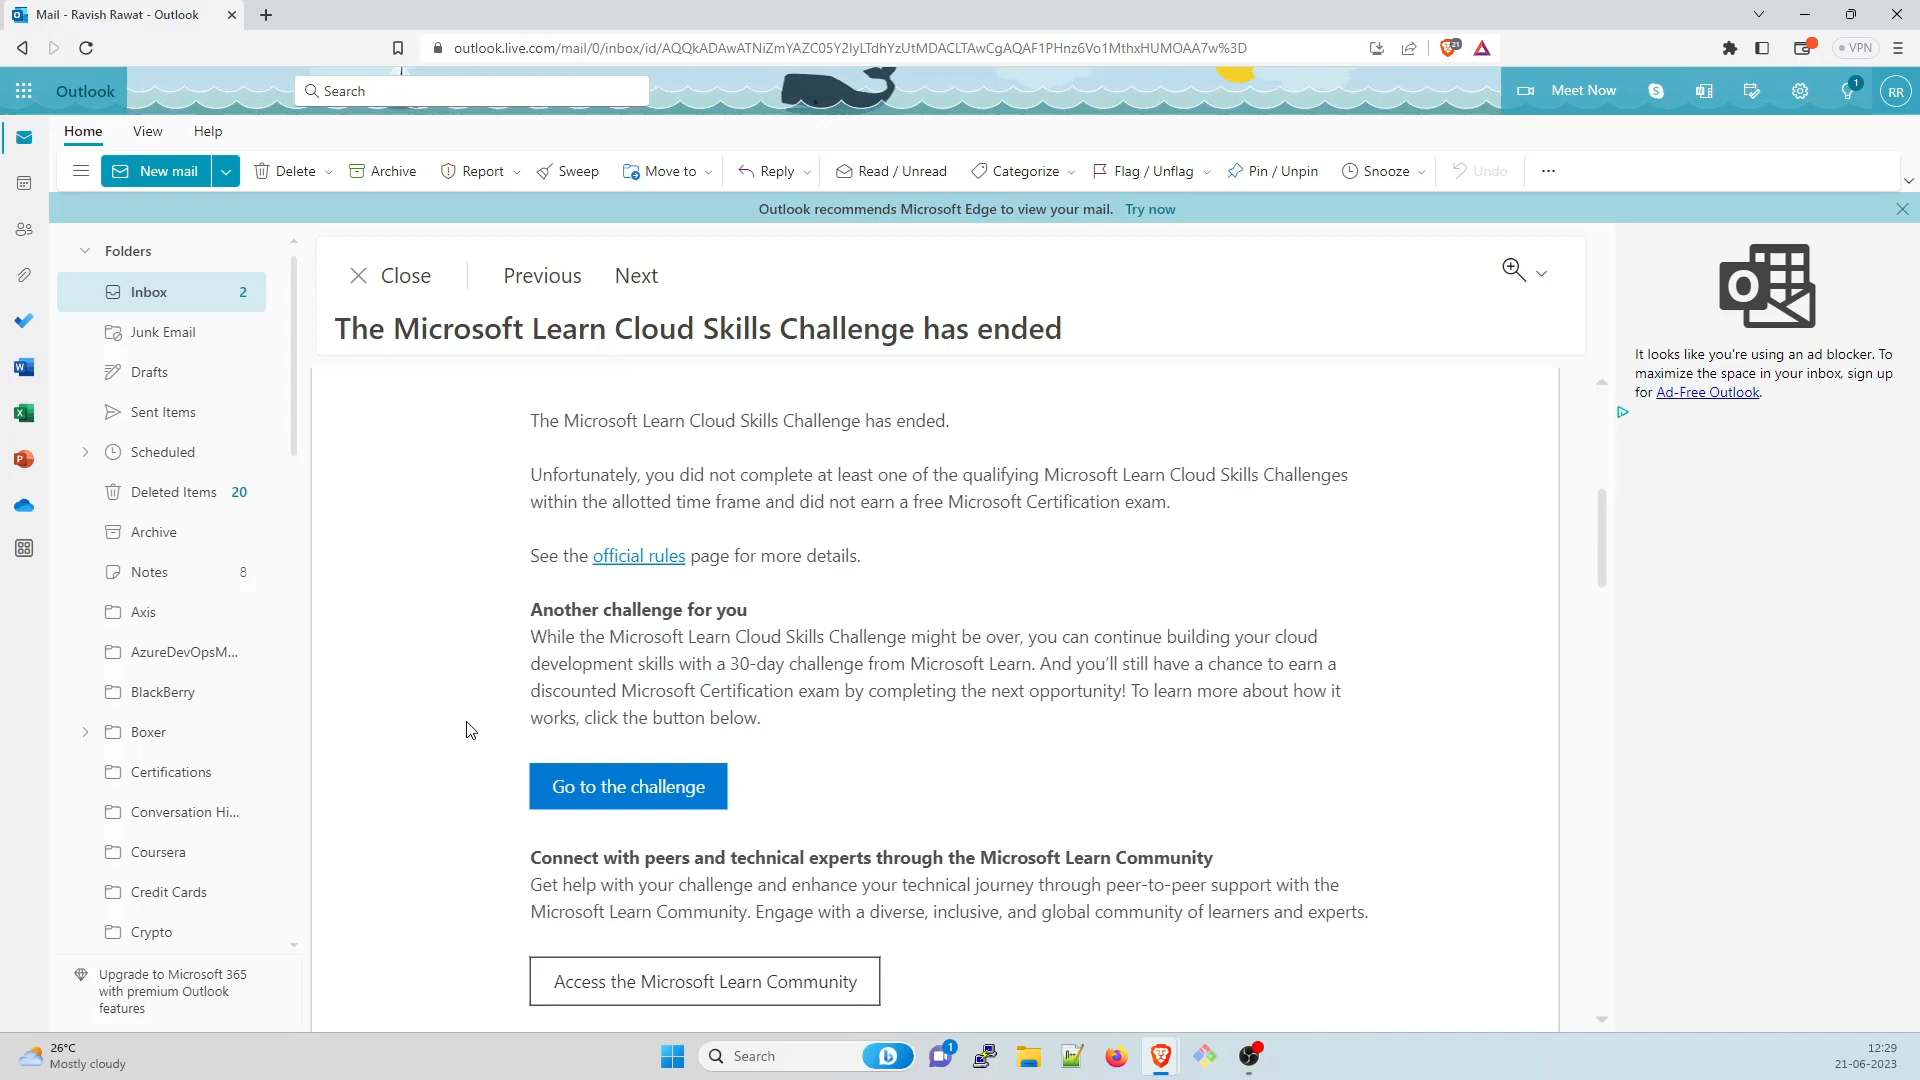 Mail - Ravish Rawat - Outlook
outlook.live.com/mail/0/inbox/id/AQQkADAwATNiZmYAZC05Y2IyLTdhYzUtMDACLTAwCgAQAF1PHnz6Vo1MthxHUMOAA7w%3D
21
VPN
Outlook
Search
Meet Now
1
RR
Home
View
Help
New mail
Delete
Archive
Report
Sweep
Move to
Reply
Read / Unread
Categorize
Flag / Unflag
Pin / Unpin
Snooze
Undo
Outlook recommends Microsoft Edge to view your mail. Try now
Folders
Inbox 2
Junk Email
Drafts
Sent Items
Scheduled
Deleted Items 20
Archive
Notes 8
Axis
AzureDevOpsM...
BlackBerry
Boxer
Certifications
Conversation Hi...
Coursera
Credit Cards
Crypto
Upgrade to Microsoft 365
with premium Outlook
features
Close
Previous
Next
The Microsoft Learn Cloud Skills Challenge has ended
The Microsoft Learn Cloud Skills Challenge has ended.
Unfortunately, you did not complete at least one of the qualifying Microsoft Learn Cloud Skills Challenges
within the allotted time frame and did not earn a free Microsoft Certification exam.
See the official rules page for more details.
Another challenge for you
While the Microsoft Learn Cloud Skills Challenge might be over, you can continue building your cloud
development skills with a 30-day challenge from Microsoft Learn. And you'll still have a chance to earn a
discounted Microsoft Certification exam by completing the next opportunity! To learn more about how it
works, click the button below.
Go to the challenge
Connect with peers and technical experts through the Microsoft Learn Community
Get help with your challenge and enhance your technical journey through peer-to-peer support with the
Microsoft Learn Community. Engage with a diverse, inclusive, and global community of learners and experts.
Access the Microsoft Learn Community
It looks like you're using an ad blocker. To
maximize the space in your inbox, sign up
for Ad-Free Outlook.
26°C
Mostly cloudy
Search
1
12:29
21-06-2023